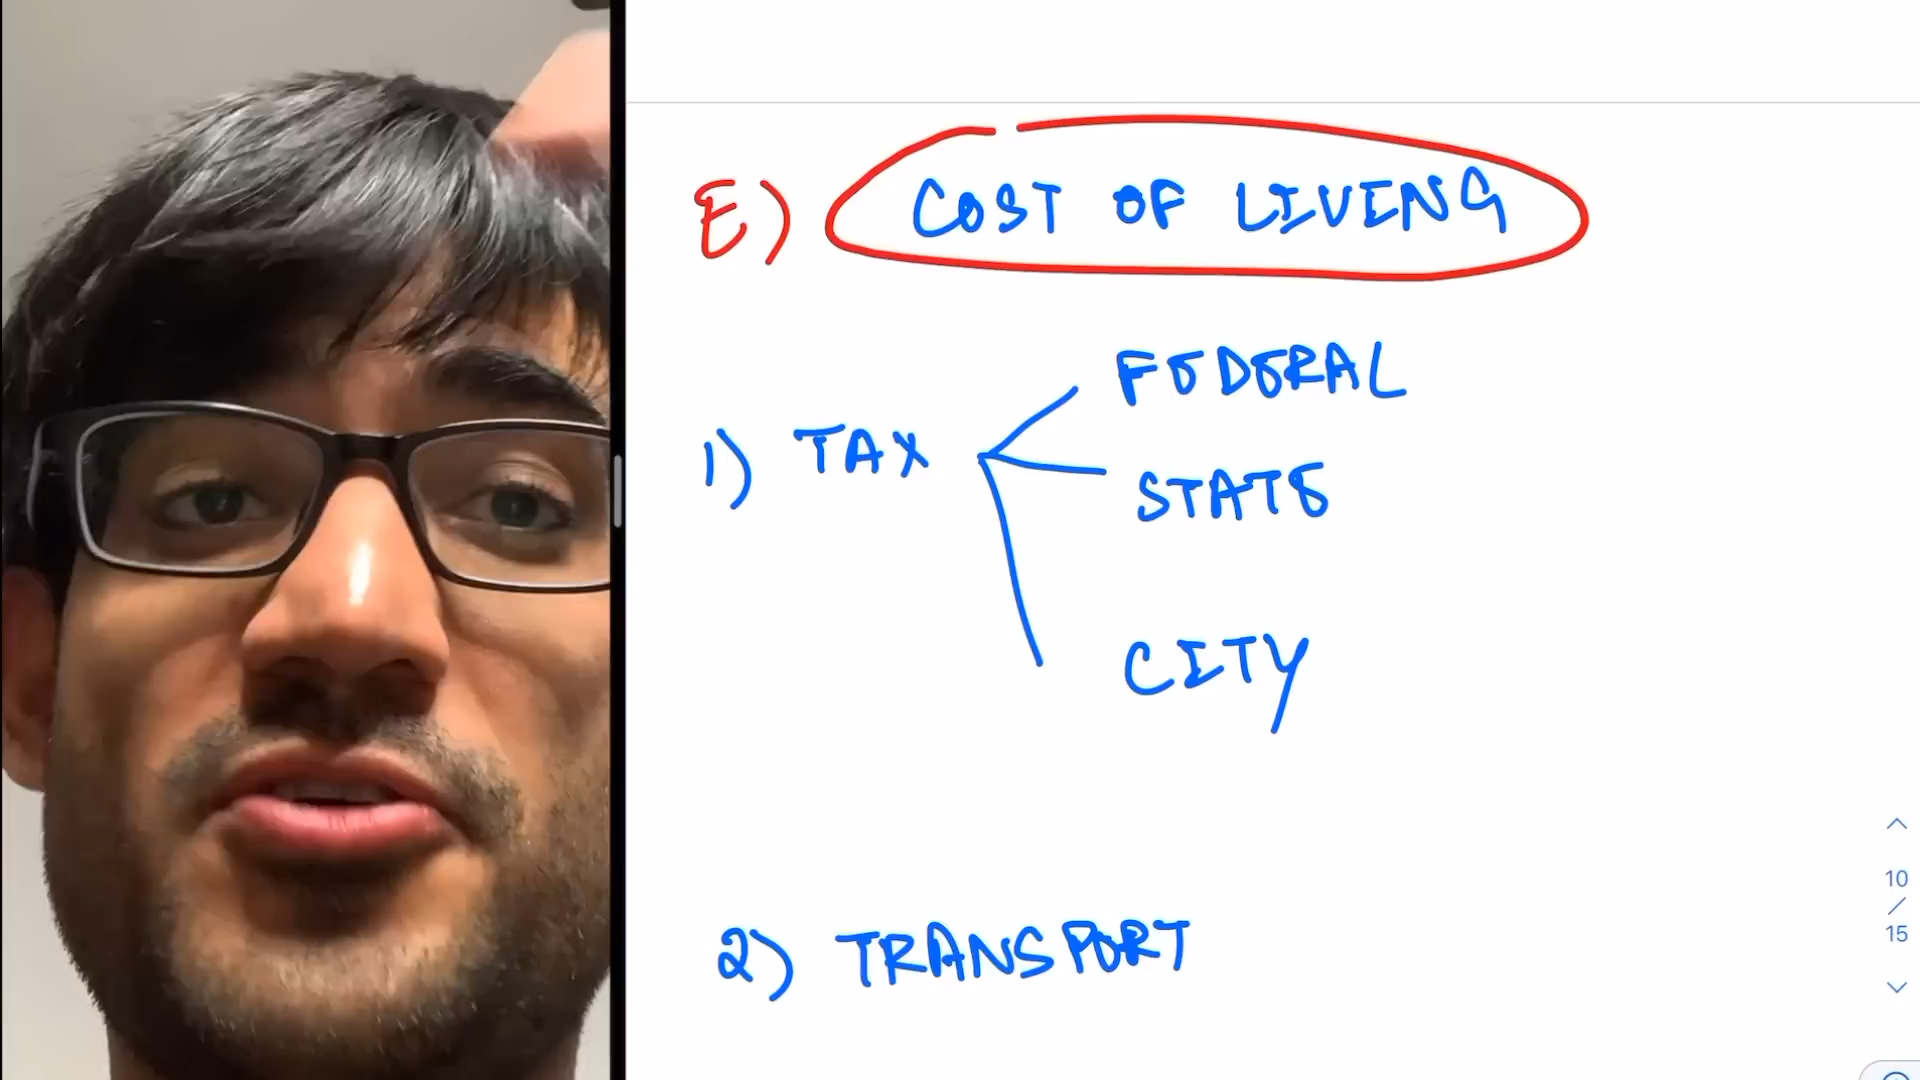 E) COST OF LIVING
FEDERAL
1) TAX
STATE
CITY
2) TRANSPORT
10
/
15